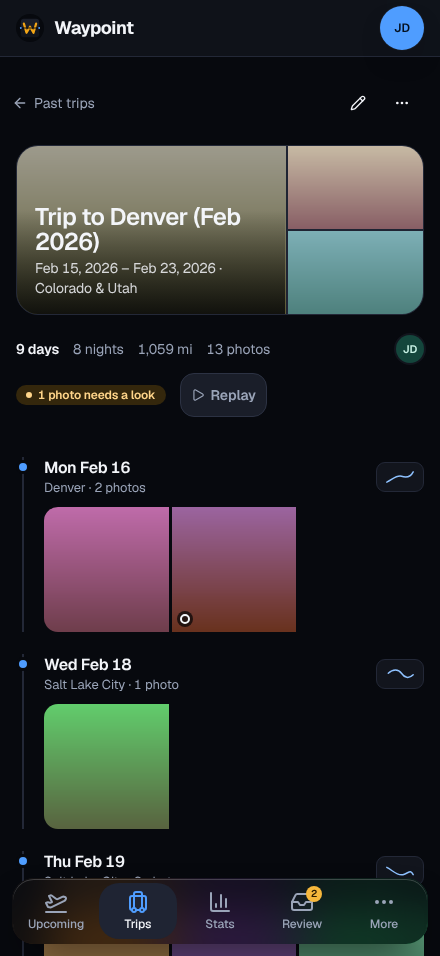 Waypoint
JD
Past trips
Trip to Denver (Feb
2026)
Feb 15, 2026 – Feb 23, 2026 ·
Colorado & Utah
9 days 8 nights 1,059 mi 13 photos
JD
1 photo needs a look
Replay
Mon Feb 16
Denver · 2 photos
Wed Feb 18
Salt Lake City · 1 photo
Thu Feb 19
2
Upcoming Trips Stats Review More